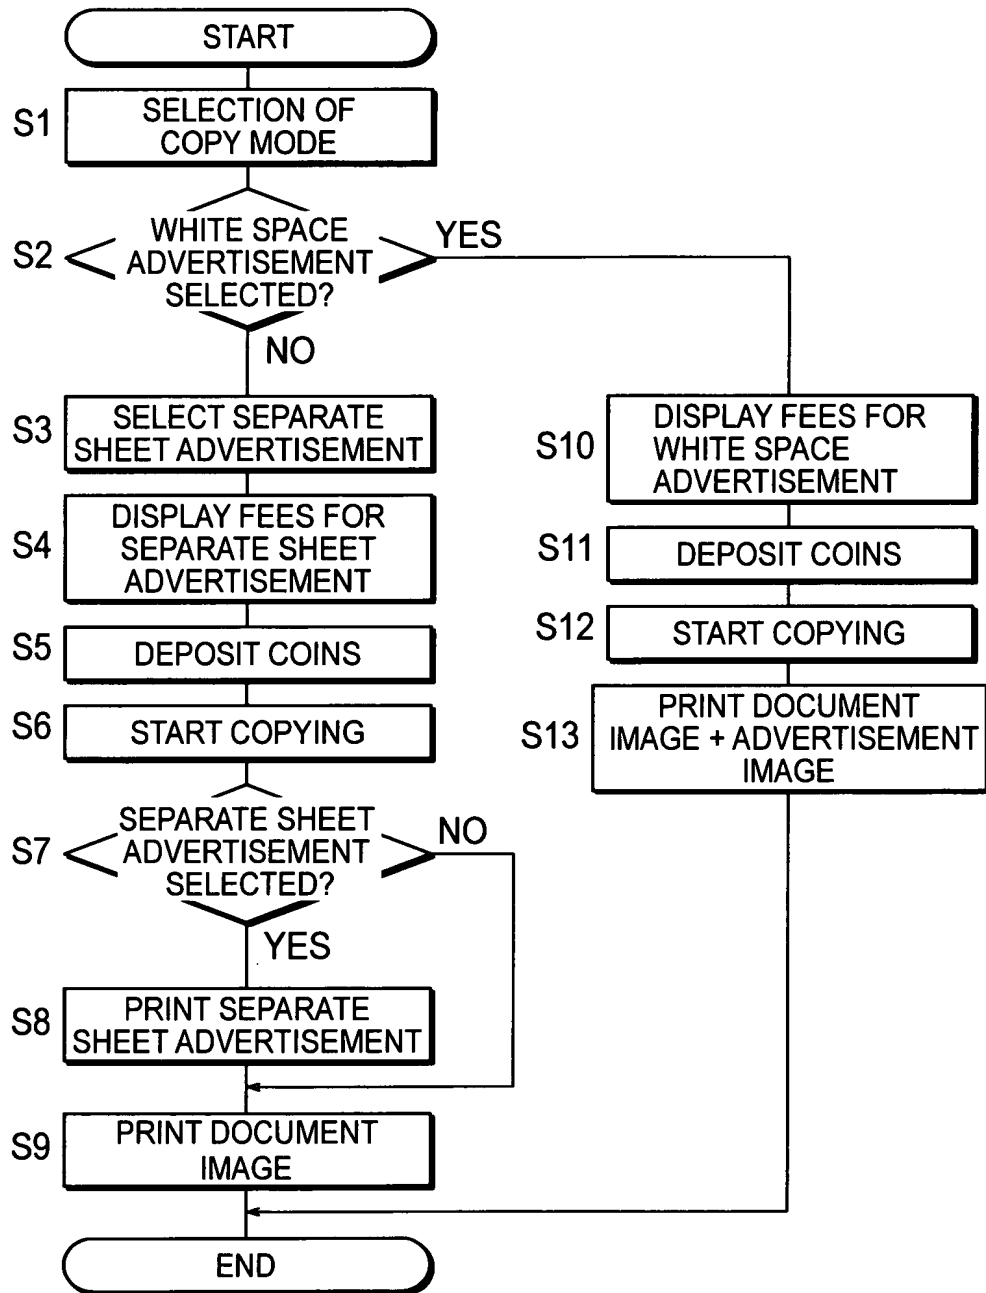 START
S1
SELECTION OF
COPY MODE
S2
WHITE SPACE
ADVERTISEMENT
SELECTED?
YES
NO
S3
SELECT SEPARATE
SHEET ADVERTISEMENT
S4
DISPLAY FEES FOR
SEPARATE SHEET
ADVERTISEMENT
S5
DEPOSIT COINS
S6
START COPYING
S7
SEPARATE SHEET
ADVERTISEMENT
SELECTED?
NO
YES
S8
PRINT SEPARATE
SHEET ADVERTISEMENT
S9
PRINT DOCUMENT
IMAGE
S10
DISPLAY FEES FOR
WHITE SPACE
ADVERTISEMENT
S11
DEPOSIT COINS
S12
START COPYING
S13
PRINT DOCUMENT
IMAGE + ADVERTISEMENT
IMAGE
END